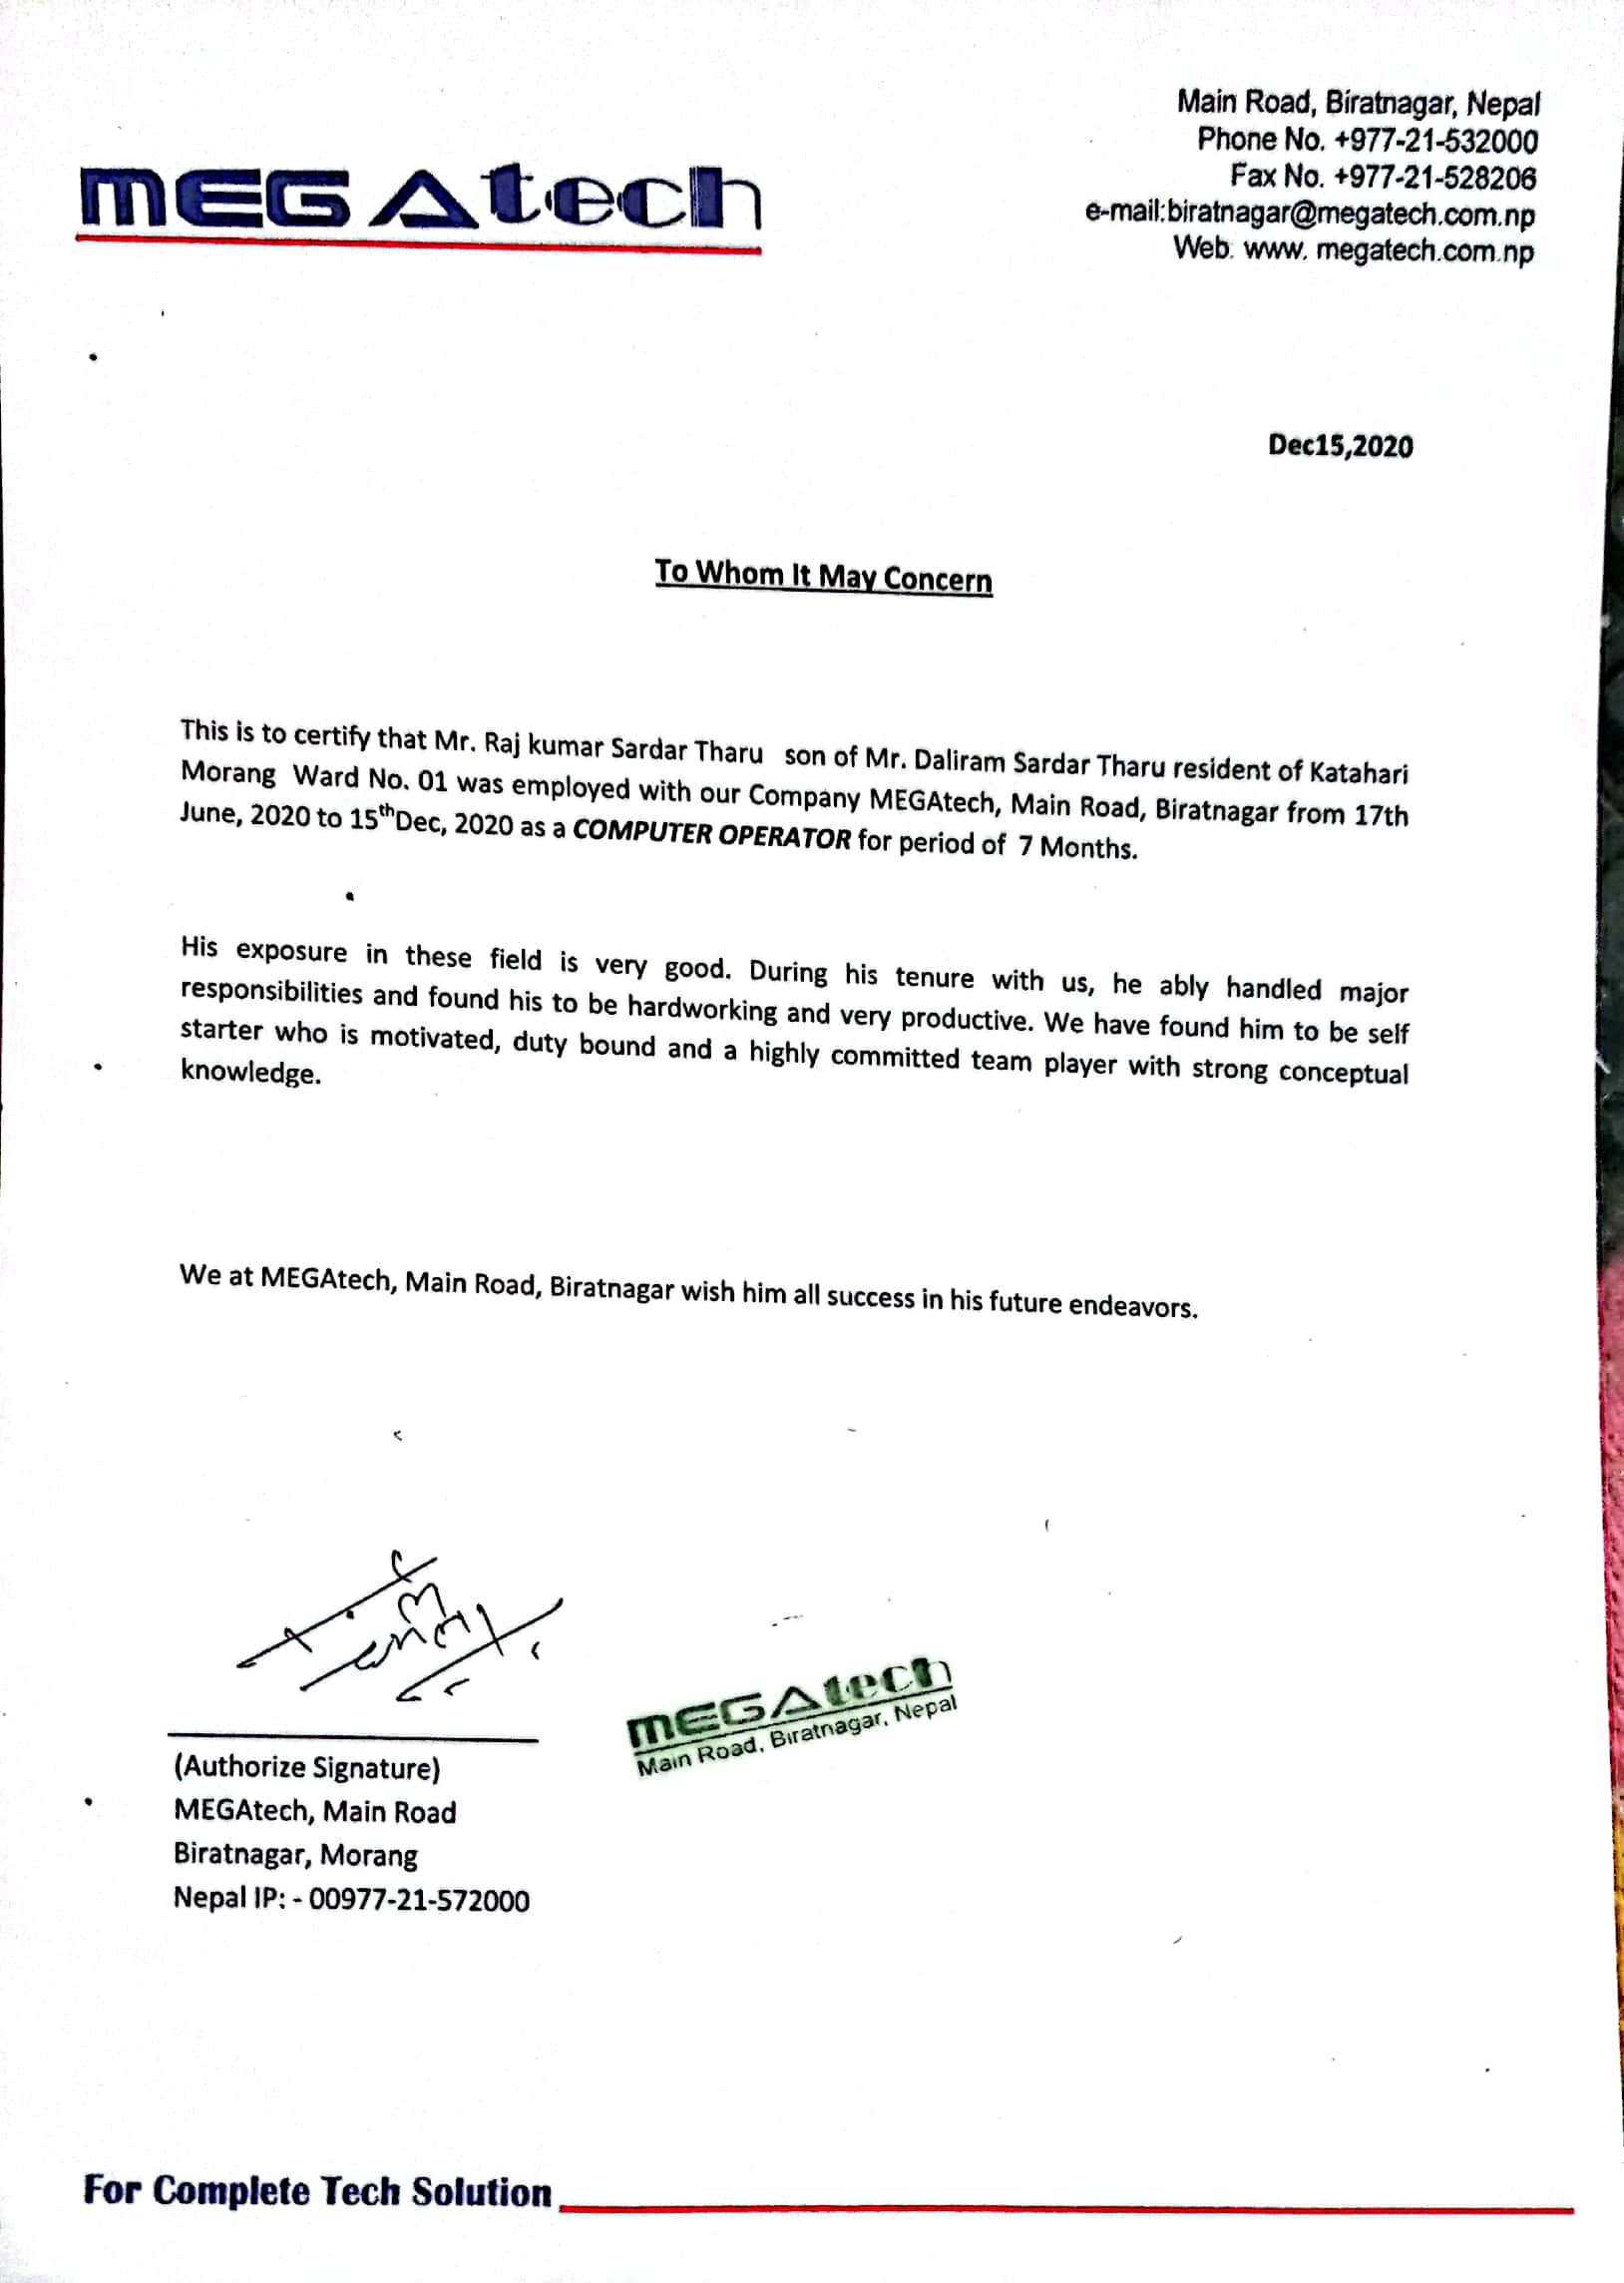 MEGAtech
Main Road, Biratnagar, Nepal
Phone No. +977-21-532000
Fax No. +977-21-528206
e-mail:biratnagar@megatech.com.np
Web. www. megatech.com.np
Dec15,2020
To Whom It May Concern
This is to certify that Mr. Raj kumar Sardar Tharu son of Mr. Daliram Sardar Tharu resident of Katahari
Morang Ward No. 01 was employed with our Company MEGAtech, Main Road, Biratnagar from 17th
June, 2020 to 15thDec, 2020 as a COMPUTER OPERATOR for period of 7 Months.
His exposure in these field is very good. During his tenure with us, he ably handled major
responsibilities and found his to be hardworking and very productive. We have found him to be self
starter who is motivated, duty bound and a highly committed team player with strong conceptual
knowledge.
We at MEGAtech, Main Road, Biratnagar wish him all success in his future endeavors.
MEGAtech
Main Road, Biratnagar, Nepal
(Authorize Signature)
MEGAtech, Main Road
Biratnagar, Morang
Nepal IP: - 00977-21-572000
For Complete Tech Solution